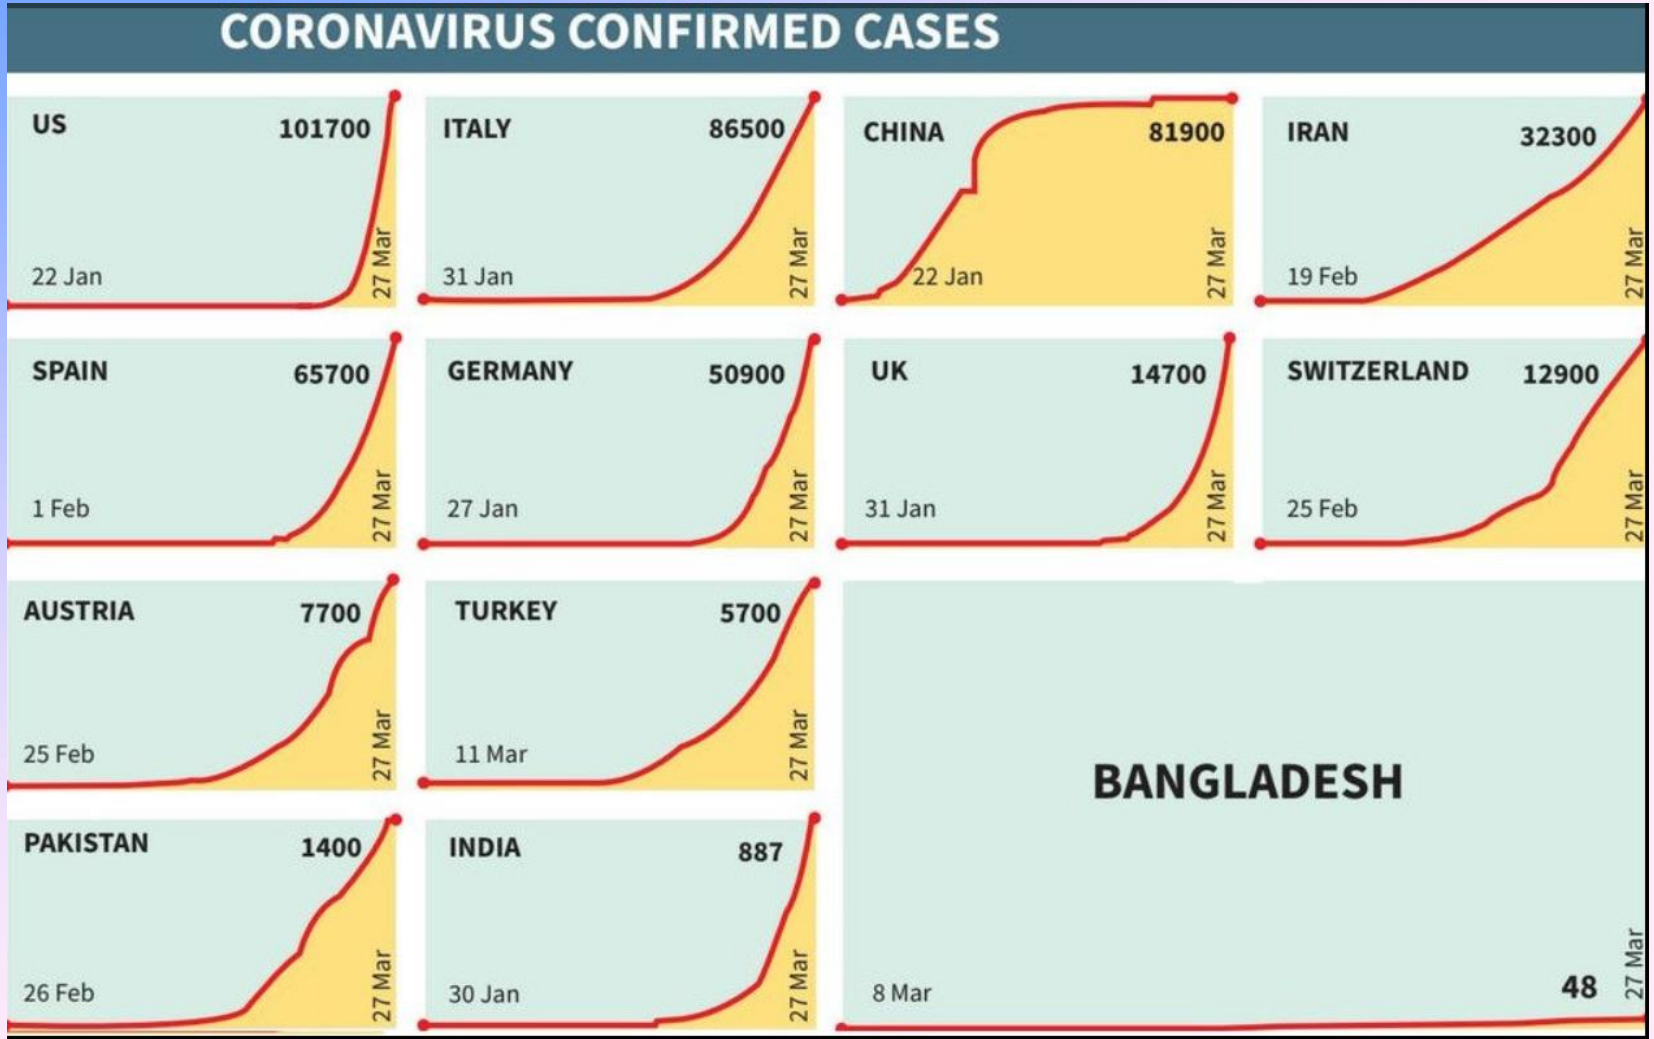 CORONAVIRUS CONFIRMED CASES
US 101700
22 Jan 27 Mar
ITALY 86500
31 Jan 27 Mar
CHINA 81900
22 Jan 27 Mar
IRAN 32300
19 Feb 27 Mar
SPAIN 65700
1 Feb 27 Mar
GERMANY 50900
27 Jan 27 Mar
UK 14700
31 Jan 27 Mar
SWITZERLAND 12900
25 Feb 27 Mar
AUSTRIA 7700
25 Feb 27 Mar
TURKEY 5700
11 Mar 27 Mar
PAKISTAN 1400
26 Feb 27 Mar
INDIA 887
30 Jan 27 Mar
BANGLADESH
8 Mar 48 27 Mar